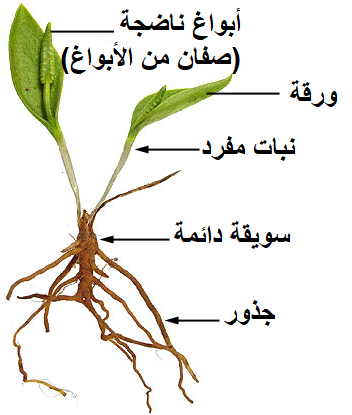 أبواغ ناضجة
(صفان من الأبواغ)
ورقة
نبات مفرد
سويقة دائمة
جذور